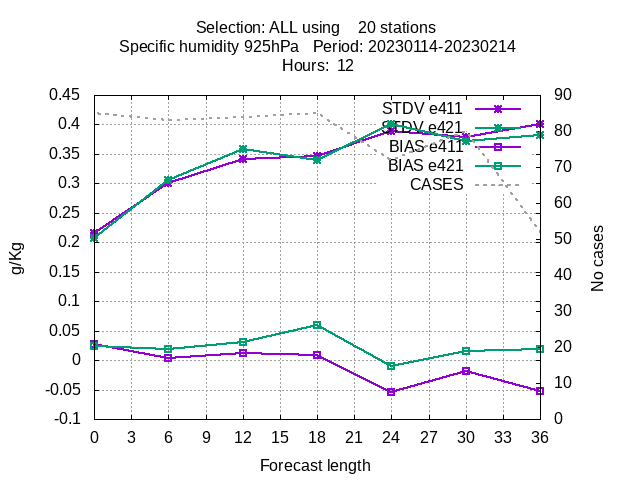 Selection: ALL using    20 stations
Specific humidity 925hPa   Period: 20230114-20230214
Hours:  12
0.45
0.4
0.35
0.3
0.25
0.2
0.15
0.1
0.05
0
-0.05
-0.1
g/Kg
STDV e411
STDV e421
BIAS e411
BIAS e421
CASES
90
80
70
60
50
40
30
20
10
0
No cases
0 3 6 9 12 15 18 21 24 27 30 33 36
Forecast length